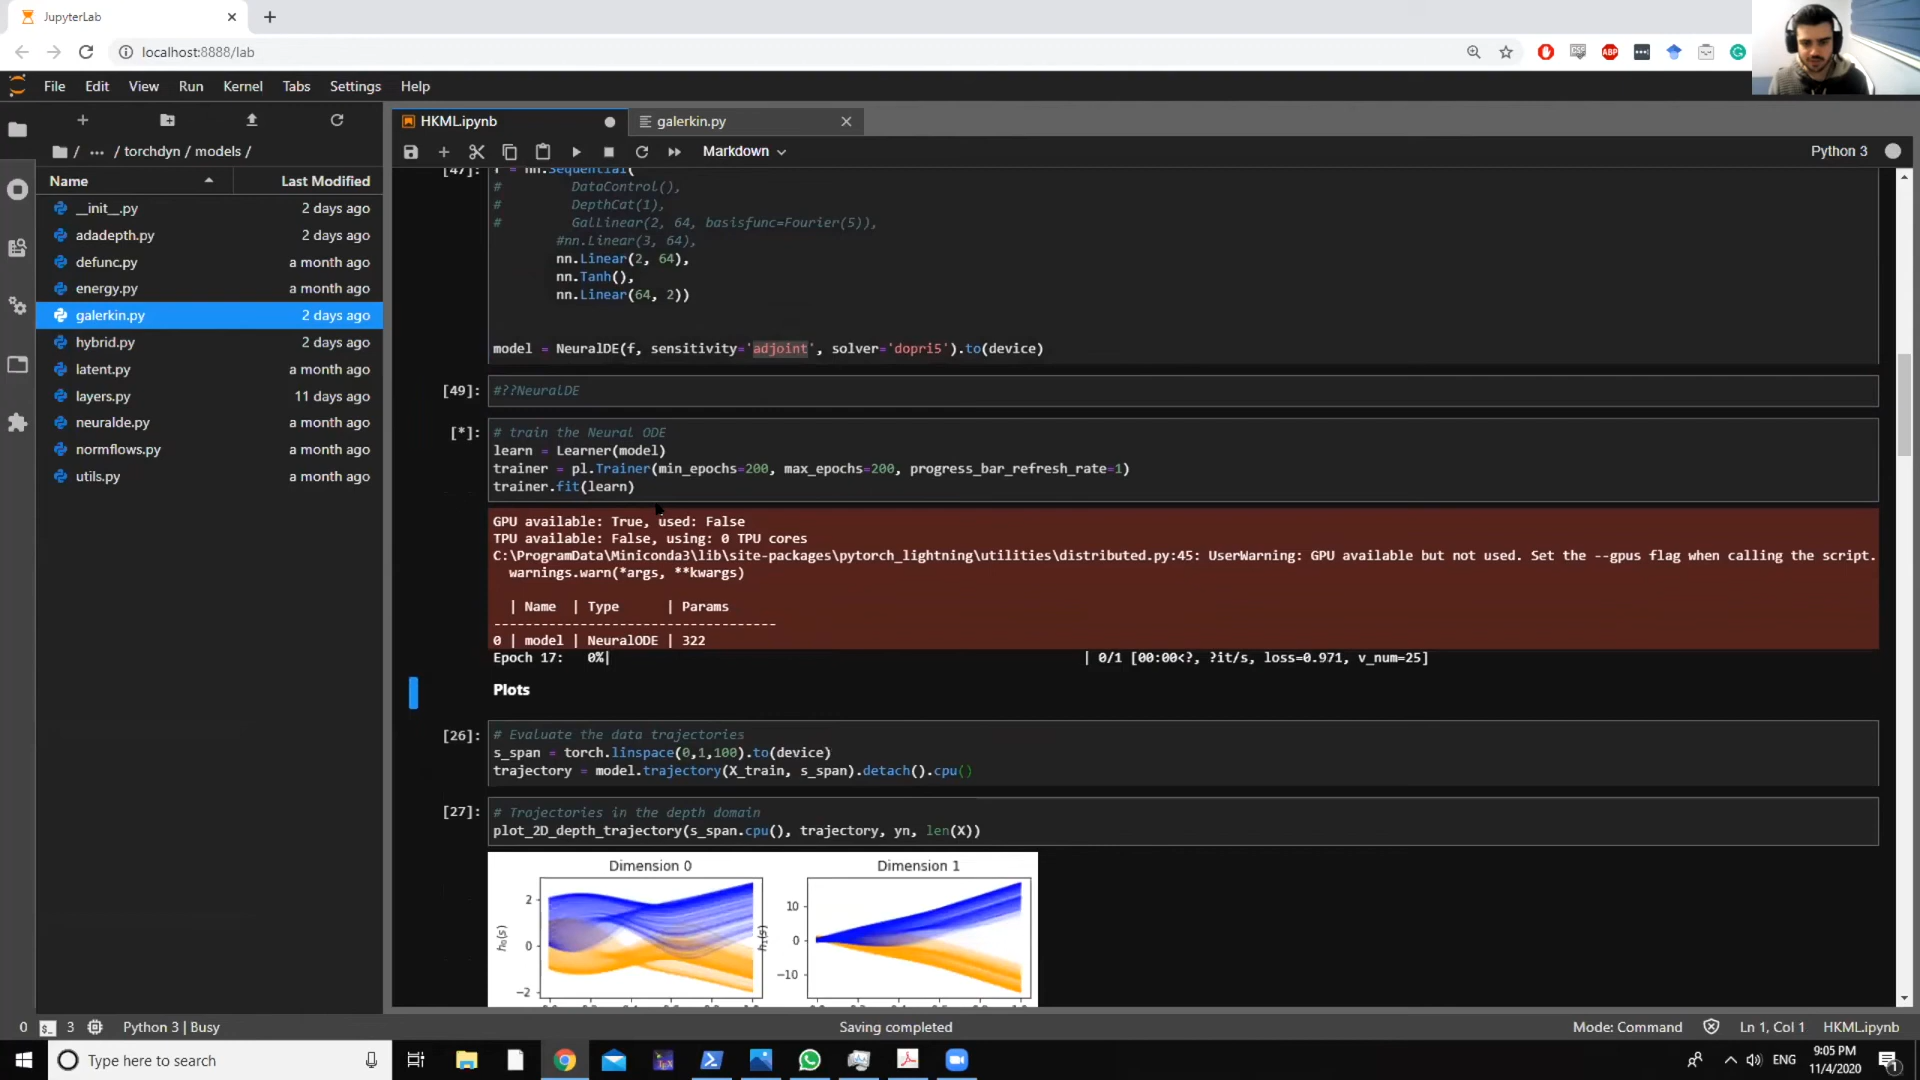 JupyterLab
localhost:8888/lab
ABP
File Edit View Run Kernel Tabs Settings Help
HKML.ipynb
galerkin.py
/ ... / torchdyn / models /
Markdown
Python 3
Name Last Modified
__init__.py 2 days ago
adadepth.py 2 days ago
defunc.py a month ago
energy.py a month ago
galerkin.py 2 days ago
hybrid.py 2 days ago
latent.py a month ago
layers.py 11 days ago
neuralde.py a month ago
normflows.py a month ago
utils.py a month ago
[47]: f = nn.Sequential(
# DataControl(),
# DepthCat(1),
# GalLinear(2, 64, basisfunc=Fourier(5)),
#nn.Linear(3, 64),
nn.Linear(2, 64),
nn.Tanh(),
nn.Linear(64, 2))
model = NeuralDE(f, sensitivity='adjoint', solver='dopri5').to(device)
[49]: #??NeuralDE
[*]: # train the Neural ODE
learn = Learner(model)
trainer = pl.Trainer(min_epochs=200, max_epochs=200, progress_bar_refresh_rate=1)
trainer.fit(learn)
GPU available: True, used: False
TPU available: False, using: 0 TPU cores
C:\ProgramData\Miniconda3\lib\site-packages\pytorch_lightning\utilities\distributed.py:45: UserWarning: GPU available but not used. Set the --gpus flag when calling the script.
warnings.warn(*args, **kwargs)
| Name | Type | Params
------------------------------------
0 | model | NeuralODE | 322
Epoch 17: 0%| | 0/1 [00:00<?, ?it/s, loss=0.971, v_num=25]
Plots
[26]: # Evaluate the data trajectories
s_span = torch.linspace(0,1,100).to(device)
trajectory = model.trajectory(X_train, s_span).detach().cpu()
[27]: # Trajectories in the depth domain
plot_2D_depth_trajectory(s_span.cpu(), trajectory, yn, len(X))
Dimension 0 Dimension 1
2
0
−2
h₀(s)
10
0
−10
h₁(s)
0 3 Python 3 | Busy
Saving completed
Mode: Command Ln 1, Col 1 HKML.ipynb
Type here to search
ENG
9:05 PM
11/4/2020
1